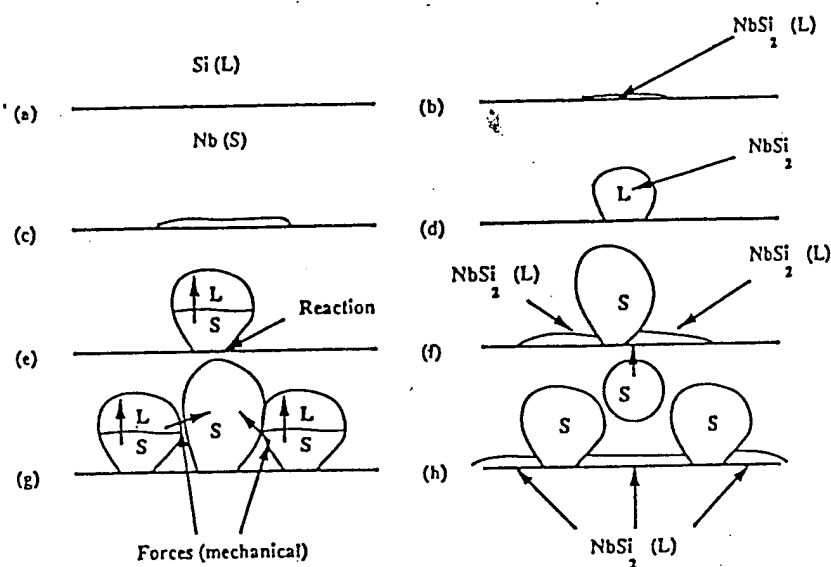 NbSi2 (L)
Si (L)
(a)
(b)
Nb (S)
NbSi2
L
(c)
(d)
NbSi2 (L)
NbSi2 (L)
L
S
Reaction
S
(e)
(f)
S
L
S
S
L
S
S
S
(g)
(h)
Forces (mechanical)
NbSi2 (L)